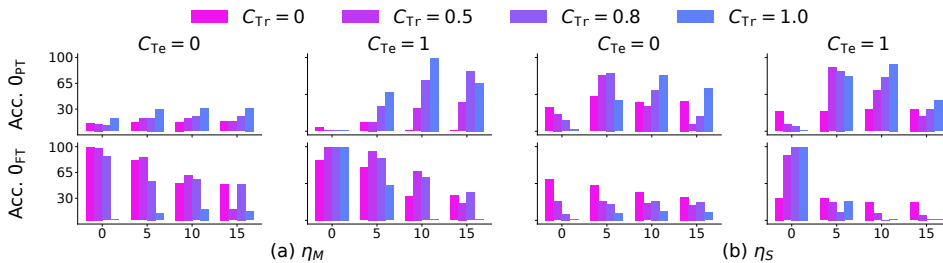 C_Tr = 0 C_Tr = 0.5 C_Tr = 0.8 C_Tr = 1.0
C_Te = 0 C_Te = 1 C_Te = 0 C_Te = 1
Acc. 0_PT
100
65
30
Acc. 0_FT
100
65
30
0 5 10 15 0 5 10 15 0 5 10 15 0 5 10 15
(a) η_M (b) η_S